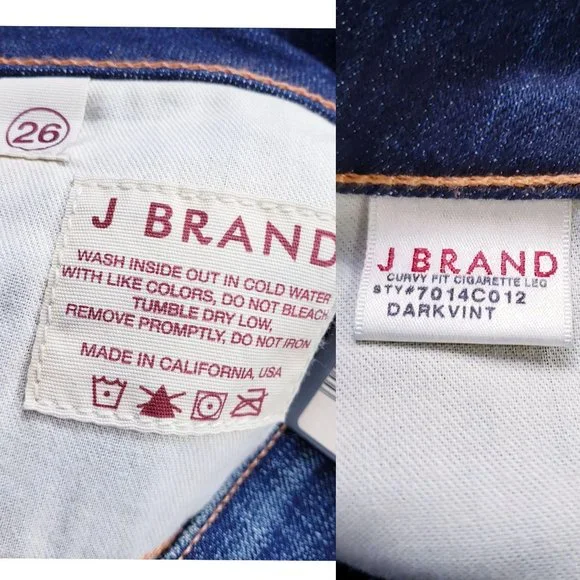 26
J BRAND
WASH INSIDE OUT IN COLD WATER
WITH LIKE COLORS, DO NOT BLEACH
TUMBLE DRY LOW,
REMOVE PROMPTLY, DO NOT IRON
MADE IN CALIFORNIA, USA
J BRAND
CURVY FIT CIGARETTE LEG
STY#7014C012
DARKVINT